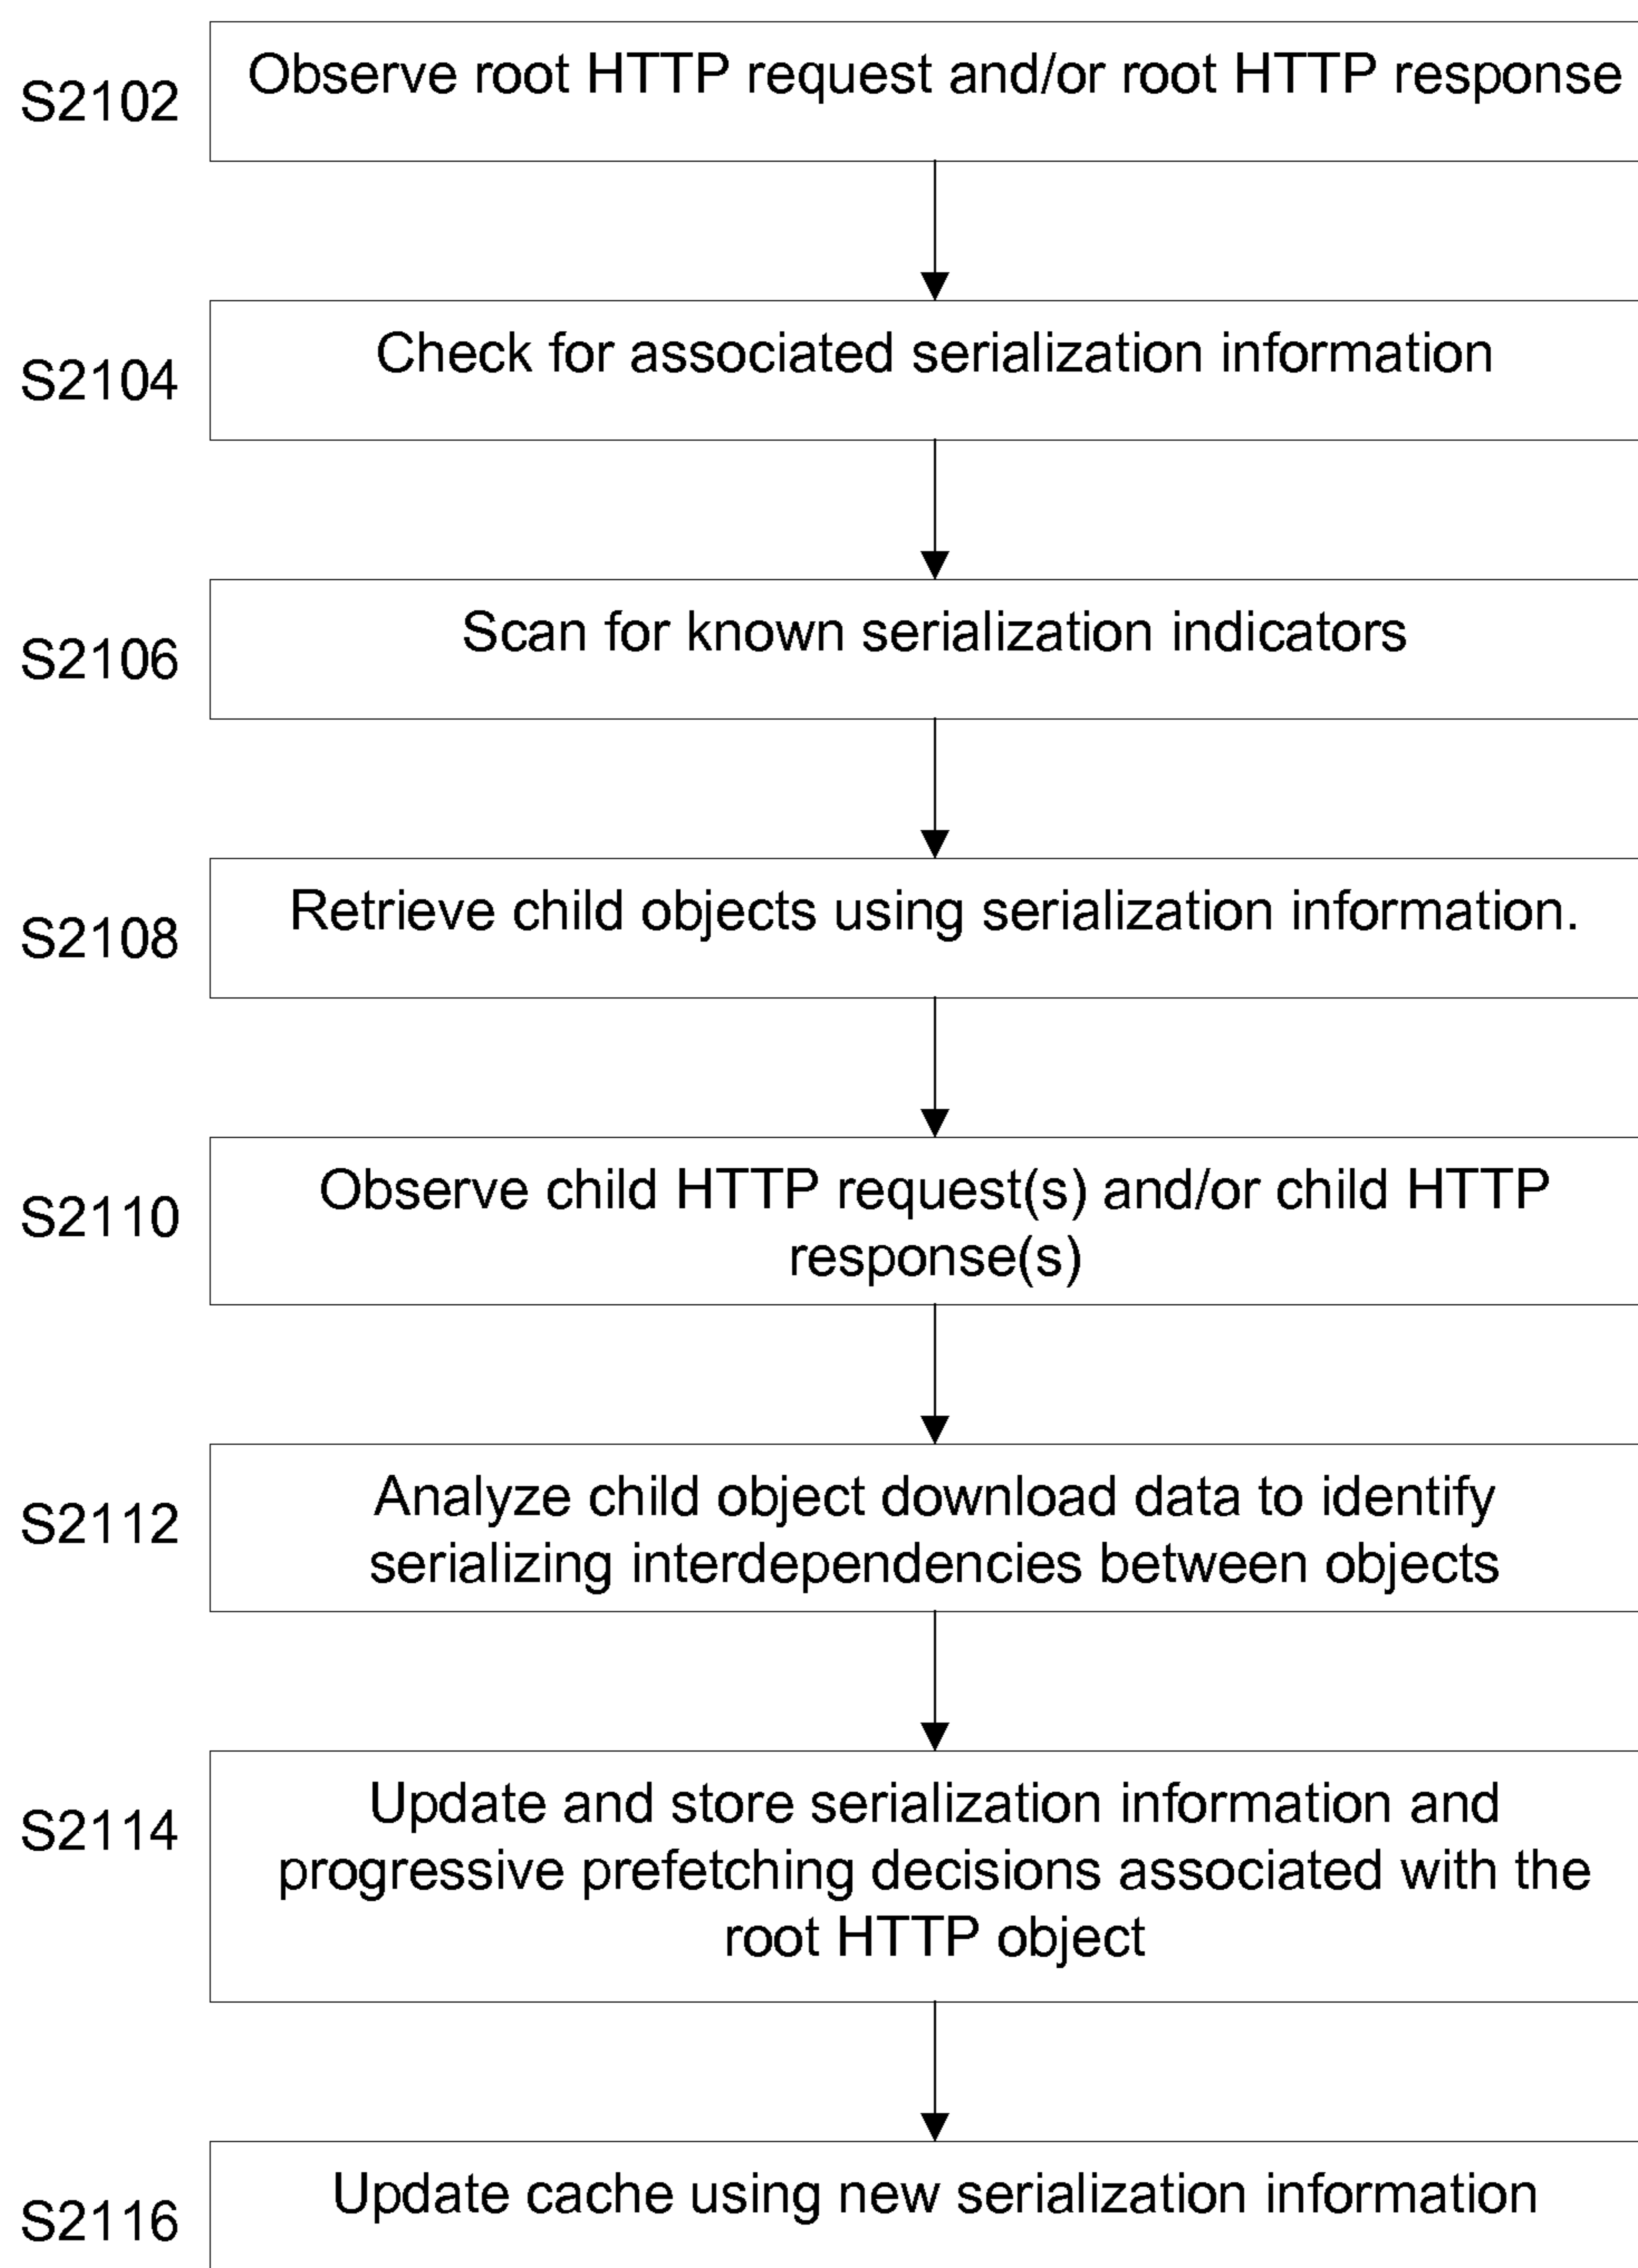 S2102
Observe root HTTP request and/or root HTTP response
S2104
Check for associated serialization information
S2106
Scan for known serialization indicators
S2108
Retrieve child objects using serialization information.
S2110
Observe child HTTP request(s) and/or child HTTP
response(s)
S2112
Analyze child object download data to identify
serializing interdependencies between objects
S2114
Update and store serialization information and
progressive prefetching decisions associated with the
root HTTP object
S2116
Update cache using new serialization information